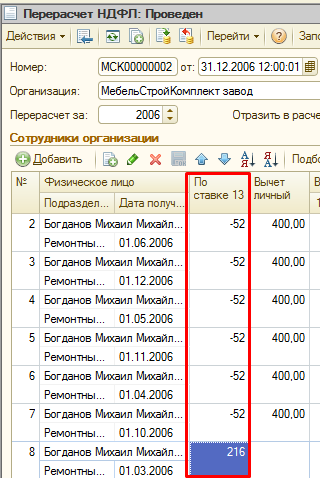 Перерасчет НДФЛ: Проведен
Действия Перейти
Номер: МСК00000002 от: 31.12.2006 12:00:01
Организация: МебельСтройКомплект завод
Перерасчет за: 2006 Отразить в расче
Сотрудники организации
Добавить АЯ ЯА Подбо
№ Физическое лицо По ставке 13 Вычет личный
Подраздел... Дата получ...
2 Богданов Михаил Михайл... -52 400,00
Ремонтны... 01.06.2006
3 Богданов Михаил Михайл... -52 400,00
Ремонтны... 01.12.2006
4 Богданов Михаил Михайл... -52 400,00
Ремонтны... 01.05.2006
5 Богданов Михаил Михайл... -52 400,00
Ремонтны... 01.11.2006
6 Богданов Михаил Михайл... -52 400,00
Ремонтны... 01.04.2006
7 Богданов Михаил Михайл... -52 400,00
Ремонтны... 01.10.2006
8 Богданов Михаил Михайл... 216
Ремонтны... 01.03.2006